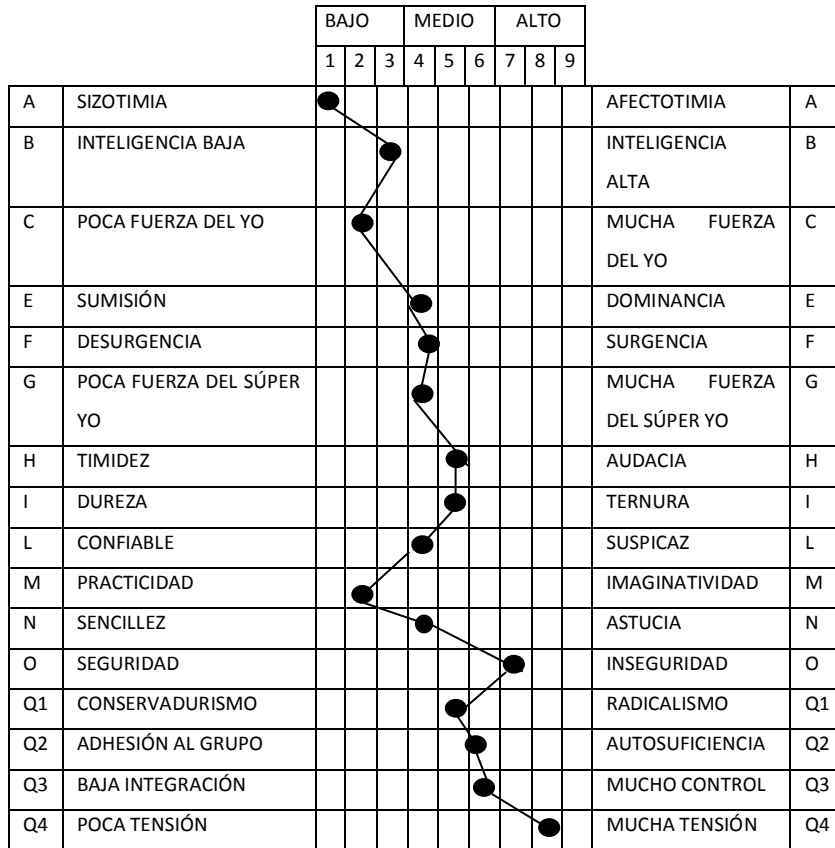 BAJO MEDIO ALTO
1 2 3 4 5 6 7 8 9
A SIZOTIMIA AFECTOTIMIA A
B INTELIGENCIA BAJA INTELIGENCIA B
ALTA
C POCA FUERZA DEL YO MUCHA FUERZA C
DEL YO
E SUMISIÓN DOMINANCIA E
F DESURGENCIA SURGENCIA F
G POCA FUERZA DEL SÚPER MUCHA FUERZA G
YO DEL SÚPER YO
H TIMIDEZ AUDACIA H
I DUREZA TERNURA I
L CONFIABLE SUSPICAZ L
M PRACTICIDAD IMAGINATIVIDAD M
N SENCILLEZ ASTUCIA N
O SEGURIDAD INSEGURIDAD O
Q1 CONSERVADURISMO RADICALISMO Q1
Q2 ADHESIÓN AL GRUPO AUTOSUFICIENCIA Q2
Q3 BAJA INTEGRACIÓN MUCHO CONTROL Q3
Q4 POCA TENSIÓN MUCHA TENSIÓN Q4